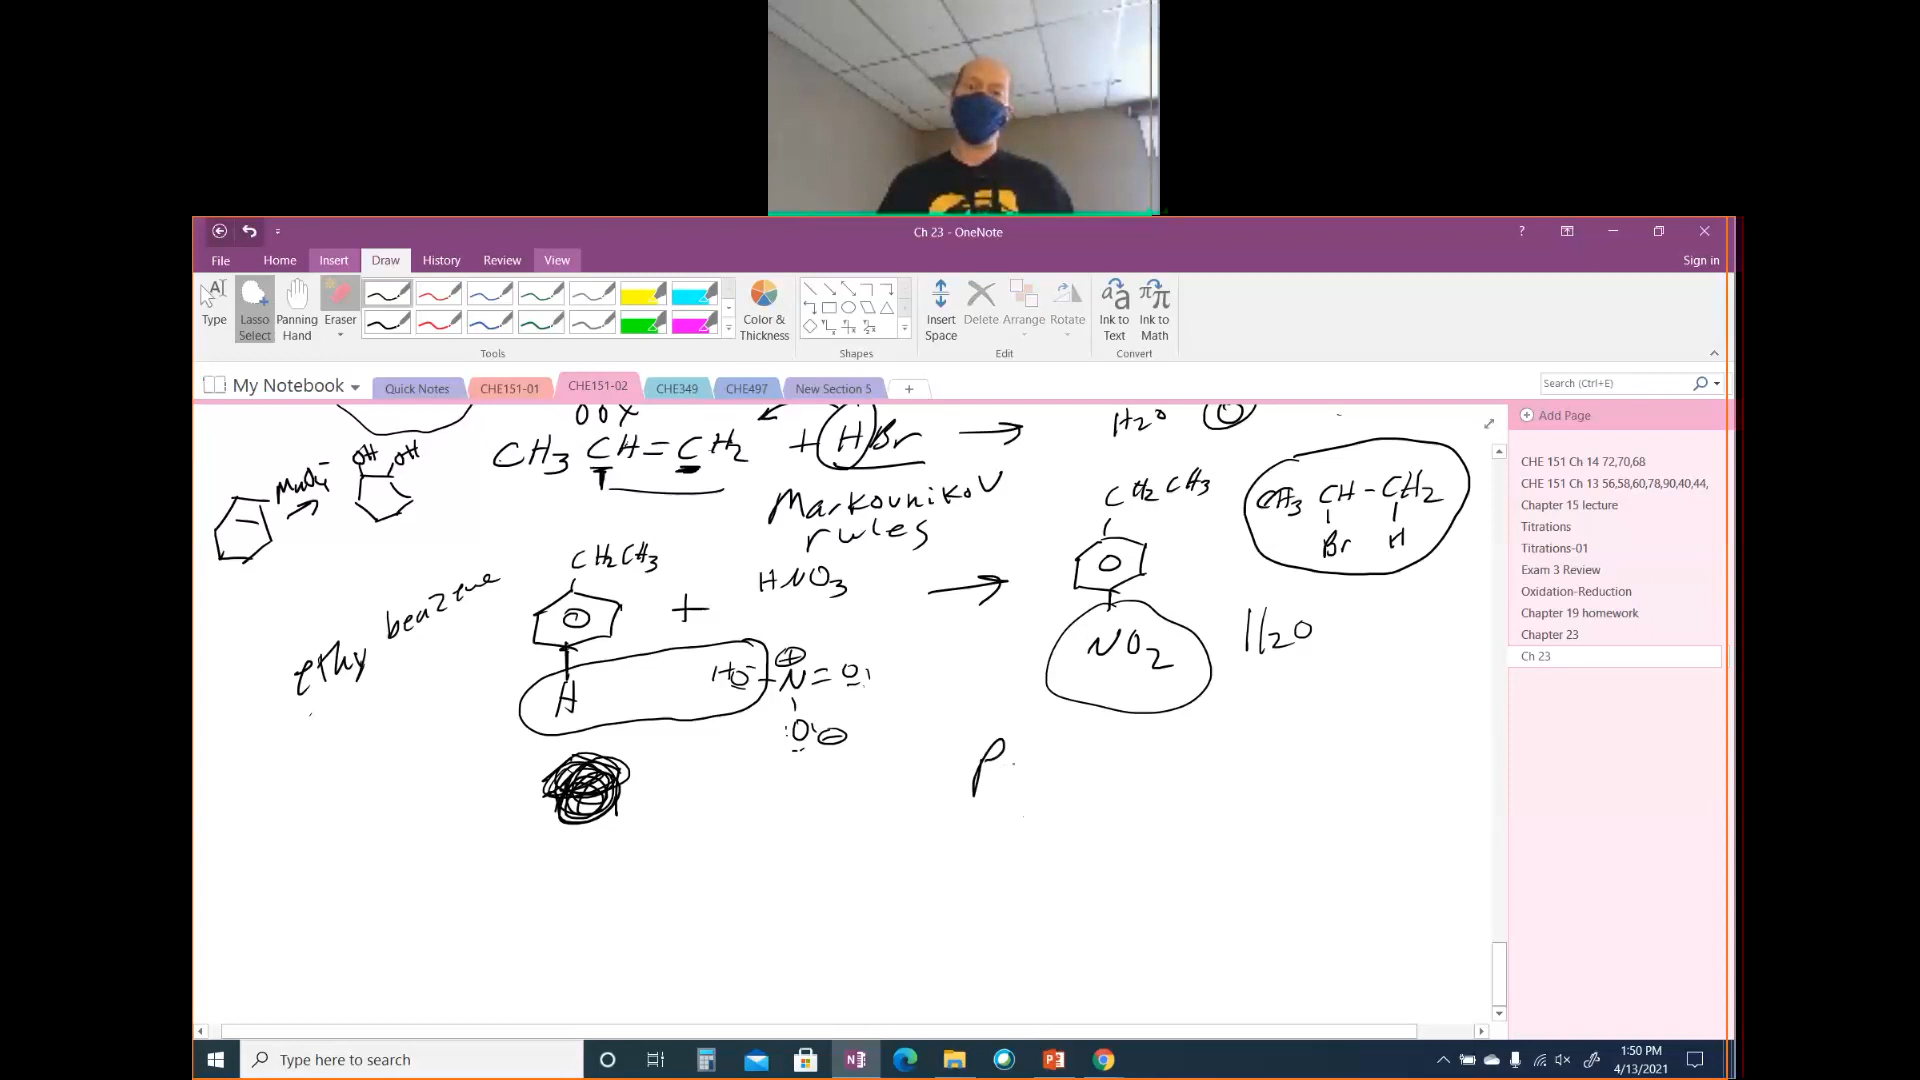 Ch 23 - OneNote
?
File Home Insert Draw History Review View Sign in
Type Lasso Select Panning Hand Eraser Color & Thickness Insert Space Delete Arrange Rotate Ink to Text Ink to Math
Tools Shapes Edit Convert
My Notebook Quick Notes CHE151-01 CHE151-02 CHE349 CHE497 New Section 5 + Search (Ctrl+E)
Add Page
CHE 151 Ch 14 72,70,68
CHE 151 Ch 13 56,58,60,78,90,40,44,
Chapter 15 lecture
Titrations
Titrations-01
Exam 3 Review
Oxidation-Reduction
Chapter 19 homework
Chapter 23
Ch 23
H2O
OH OH
MnO4-
CH3 CH=CH2 + HBr →
Markovnikov
rules
CH2CH3
CH3 CH-CH2
Br H
CH2CH3
+ HNO3 →
NO2 H2O
ethy
HO-N=O
⊕
H
O ⊖
P
Type here to search
1:50 PM
4/13/2021